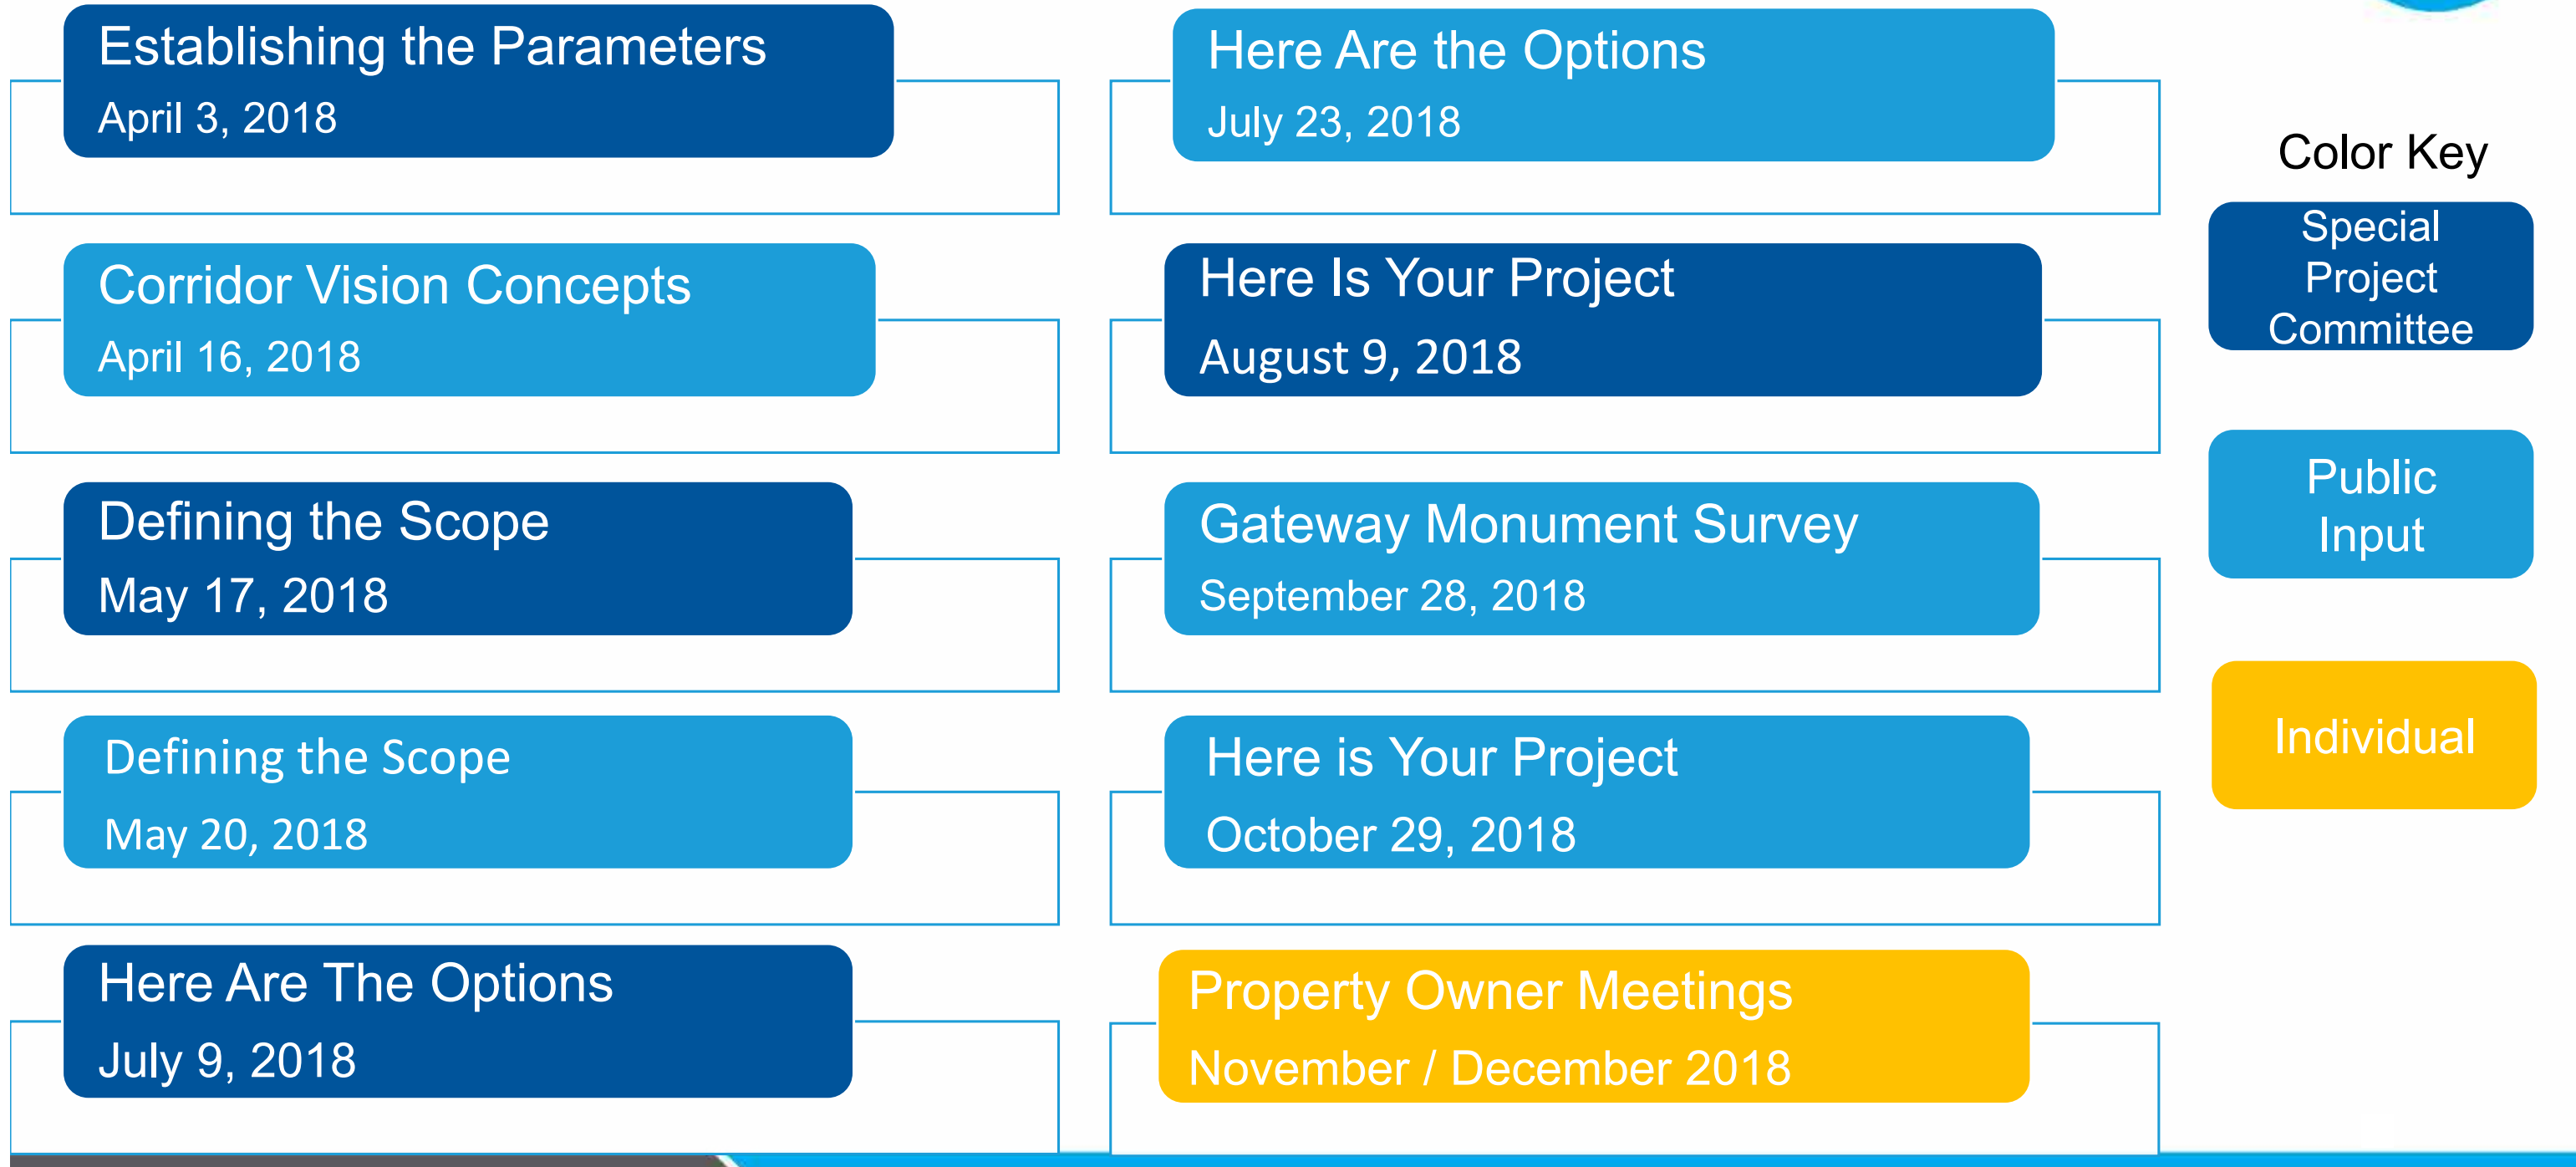 Establishing the Parameters
April 3, 2018
Corridor Vision Concepts
April 16, 2018
Defining the Scope
May 17, 2018
Defining the Scope
May 20, 2018
Here Are The Options
July 9, 2018
Here Are the Options
July 23, 2018
Here Is Your Project
August 9, 2018
Gateway Monument Survey
September 28, 2018
Here is Your Project
October 29, 2018
Property Owner Meetings
November / December 2018
Color Key
Special
Project
Committee
Public
Input
Individual